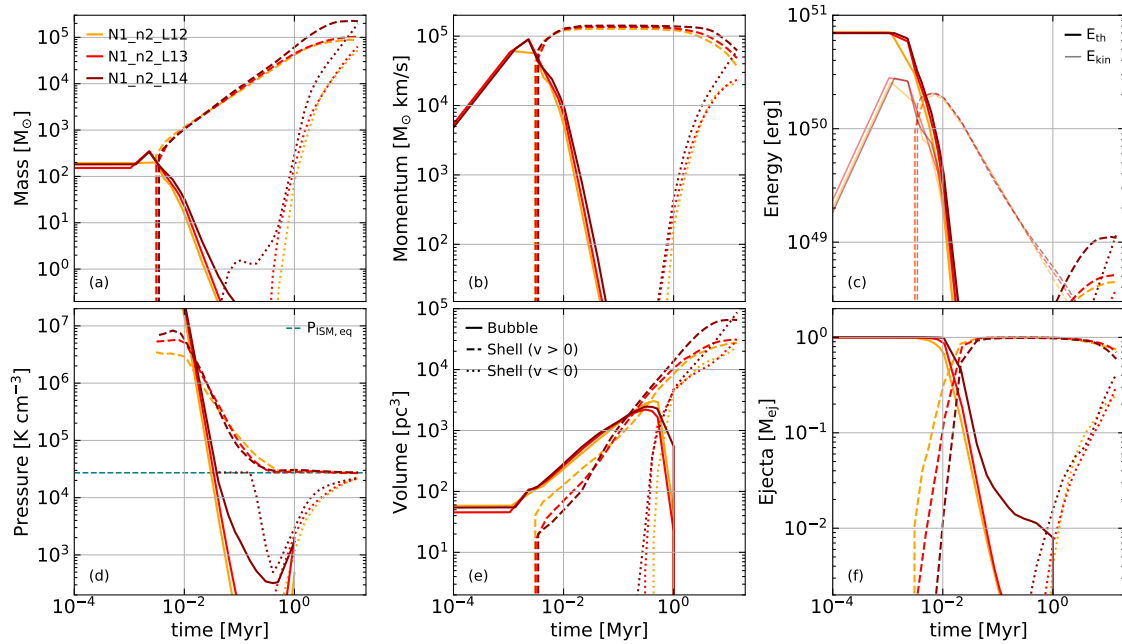 10⁵
10⁴
10³
10²
10¹
10⁰
Mass [M☉]
N1_n2_L12
N1_n2_L13
N1_n2_L14
(a)
10⁵
10⁴
10³
10²
10⁵
Momentum [M☉ km/s]
(b)
10⁵¹
10⁵⁰
10⁴⁹
Energy [erg]
E_th
E_kin
(c)
10⁷
10⁶
10⁵
10⁴
10³
Pressure [K cm⁻³]
P_ISM, eq
(d)
10⁻⁴
10⁻²
10⁰
10²
time [Myr]
10⁴
10³
10²
10¹
Volume [pc³]
Bubble
Shell (v > 0)
Shell (v < 0)
(e)
10⁻⁴
10⁻²
10⁰
10²
time [Myr]
10⁰
10⁻¹
10⁻²
Ejecta [M_ej]
(f)
10⁻⁴
10⁻²
10⁰
10²
time [Myr]